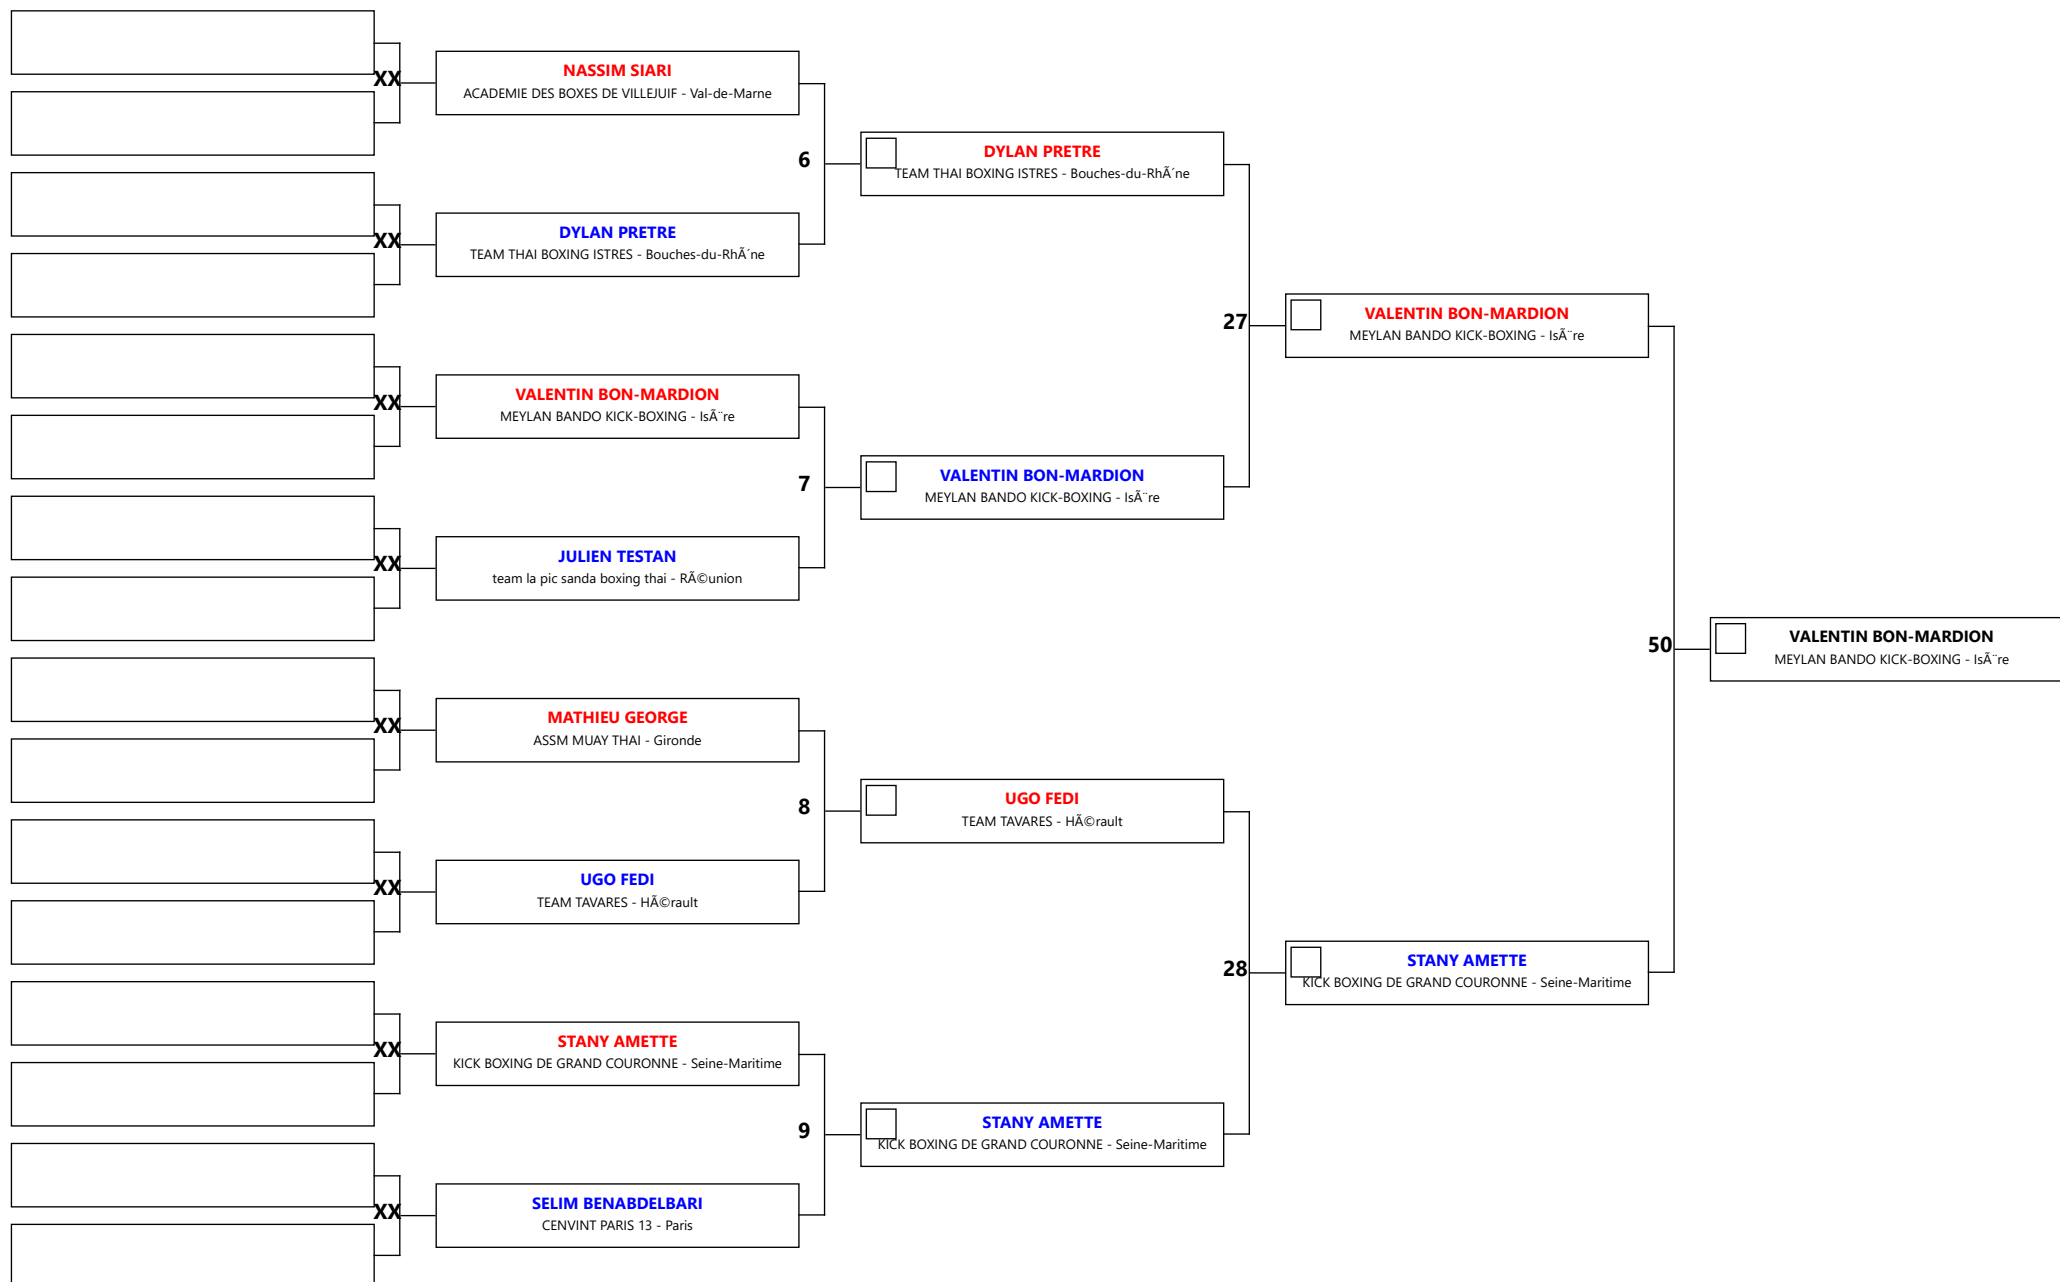 XX
XX
XX
XX
XX
XX
XX
XX
NASSIM SIARI
ACADEMIE DES BOXES DE VILLEJUIF - Val-de-Marne
DYLAN PRETRE
TEAM THAI BOXING ISTRES - Bouches-du-RhÃ´ne
VALENTIN BON-MARDION
MEYLAN BANDO KICK-BOXING - IsÃ¨re
JULIEN TESTAN
team la pic sanda boxing thai - RÃ©union
MATHIEU GEORGE
ASSM MUAY THAI - Gironde
UGO FEDI
TEAM TAVARES - HÃ©rault
STANY AMETTE
KICK BOXING DE GRAND COURONNE - Seine-Maritime
SELIM BENABDELBARI
CENVINT PARIS 13 - Paris
6
7
8
9
DYLAN PRETRE
TEAM THAI BOXING ISTRES - Bouches-du-RhÃ´ne
VALENTIN BON-MARDION
MEYLAN BANDO KICK-BOXING - IsÃ¨re
UGO FEDI
TEAM TAVARES - HÃ©rault
STANY AMETTE
KICK BOXING DE GRAND COURONNE - Seine-Maritime
27
28
VALENTIN BON-MARDION
MEYLAN BANDO KICK-BOXING - IsÃ¨re
STANY AMETTE
KICK BOXING DE GRAND COURONNE - Seine-Maritime
50
VALENTIN BON-MARDION
MEYLAN BANDO KICK-BOXING - IsÃ¨re